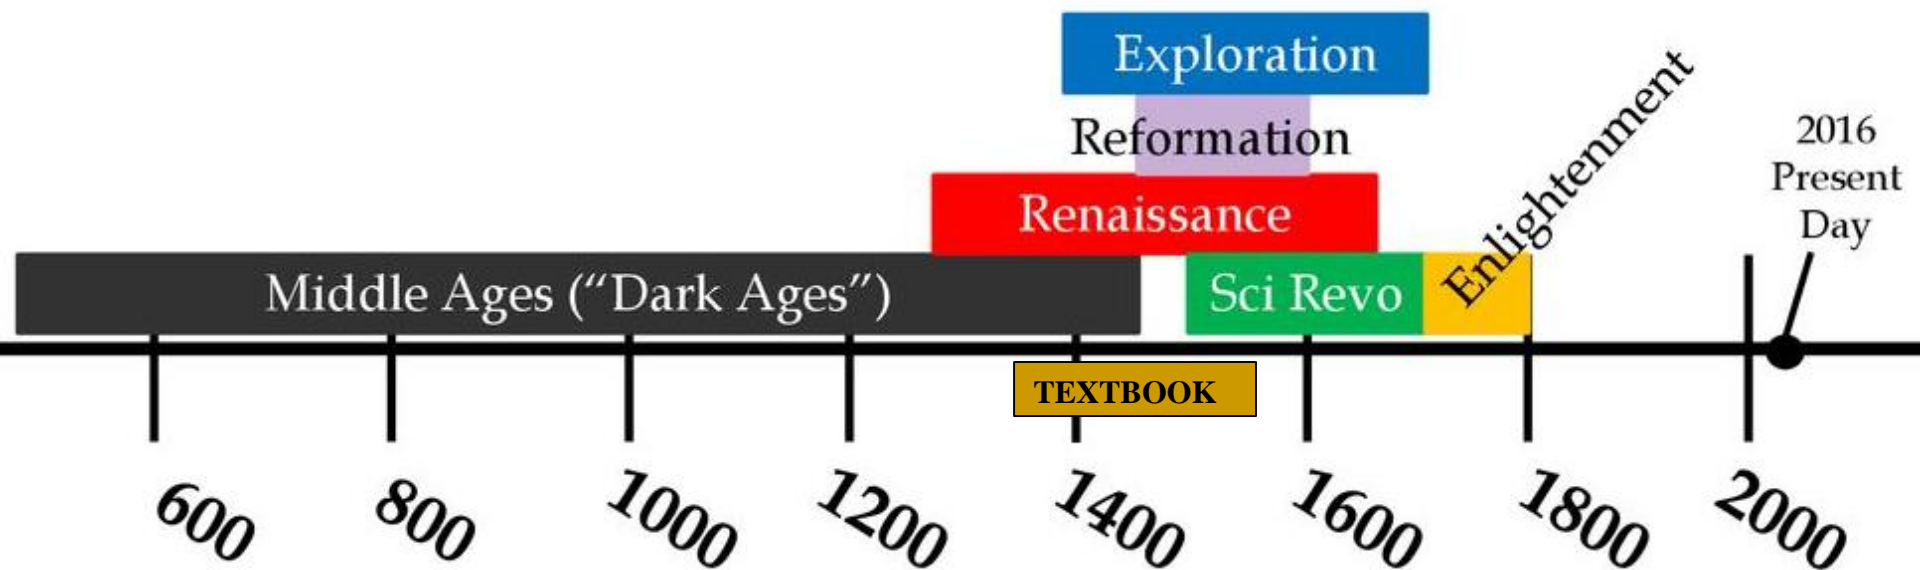 Exploration
Reformation
Renaissance
Middle Ages (“Dark Ages”)
Sci Revo
Enlightenment
2016
Present
Day
TEXTBOOK
600
800
1000
1200
1400
1600
1800
2000